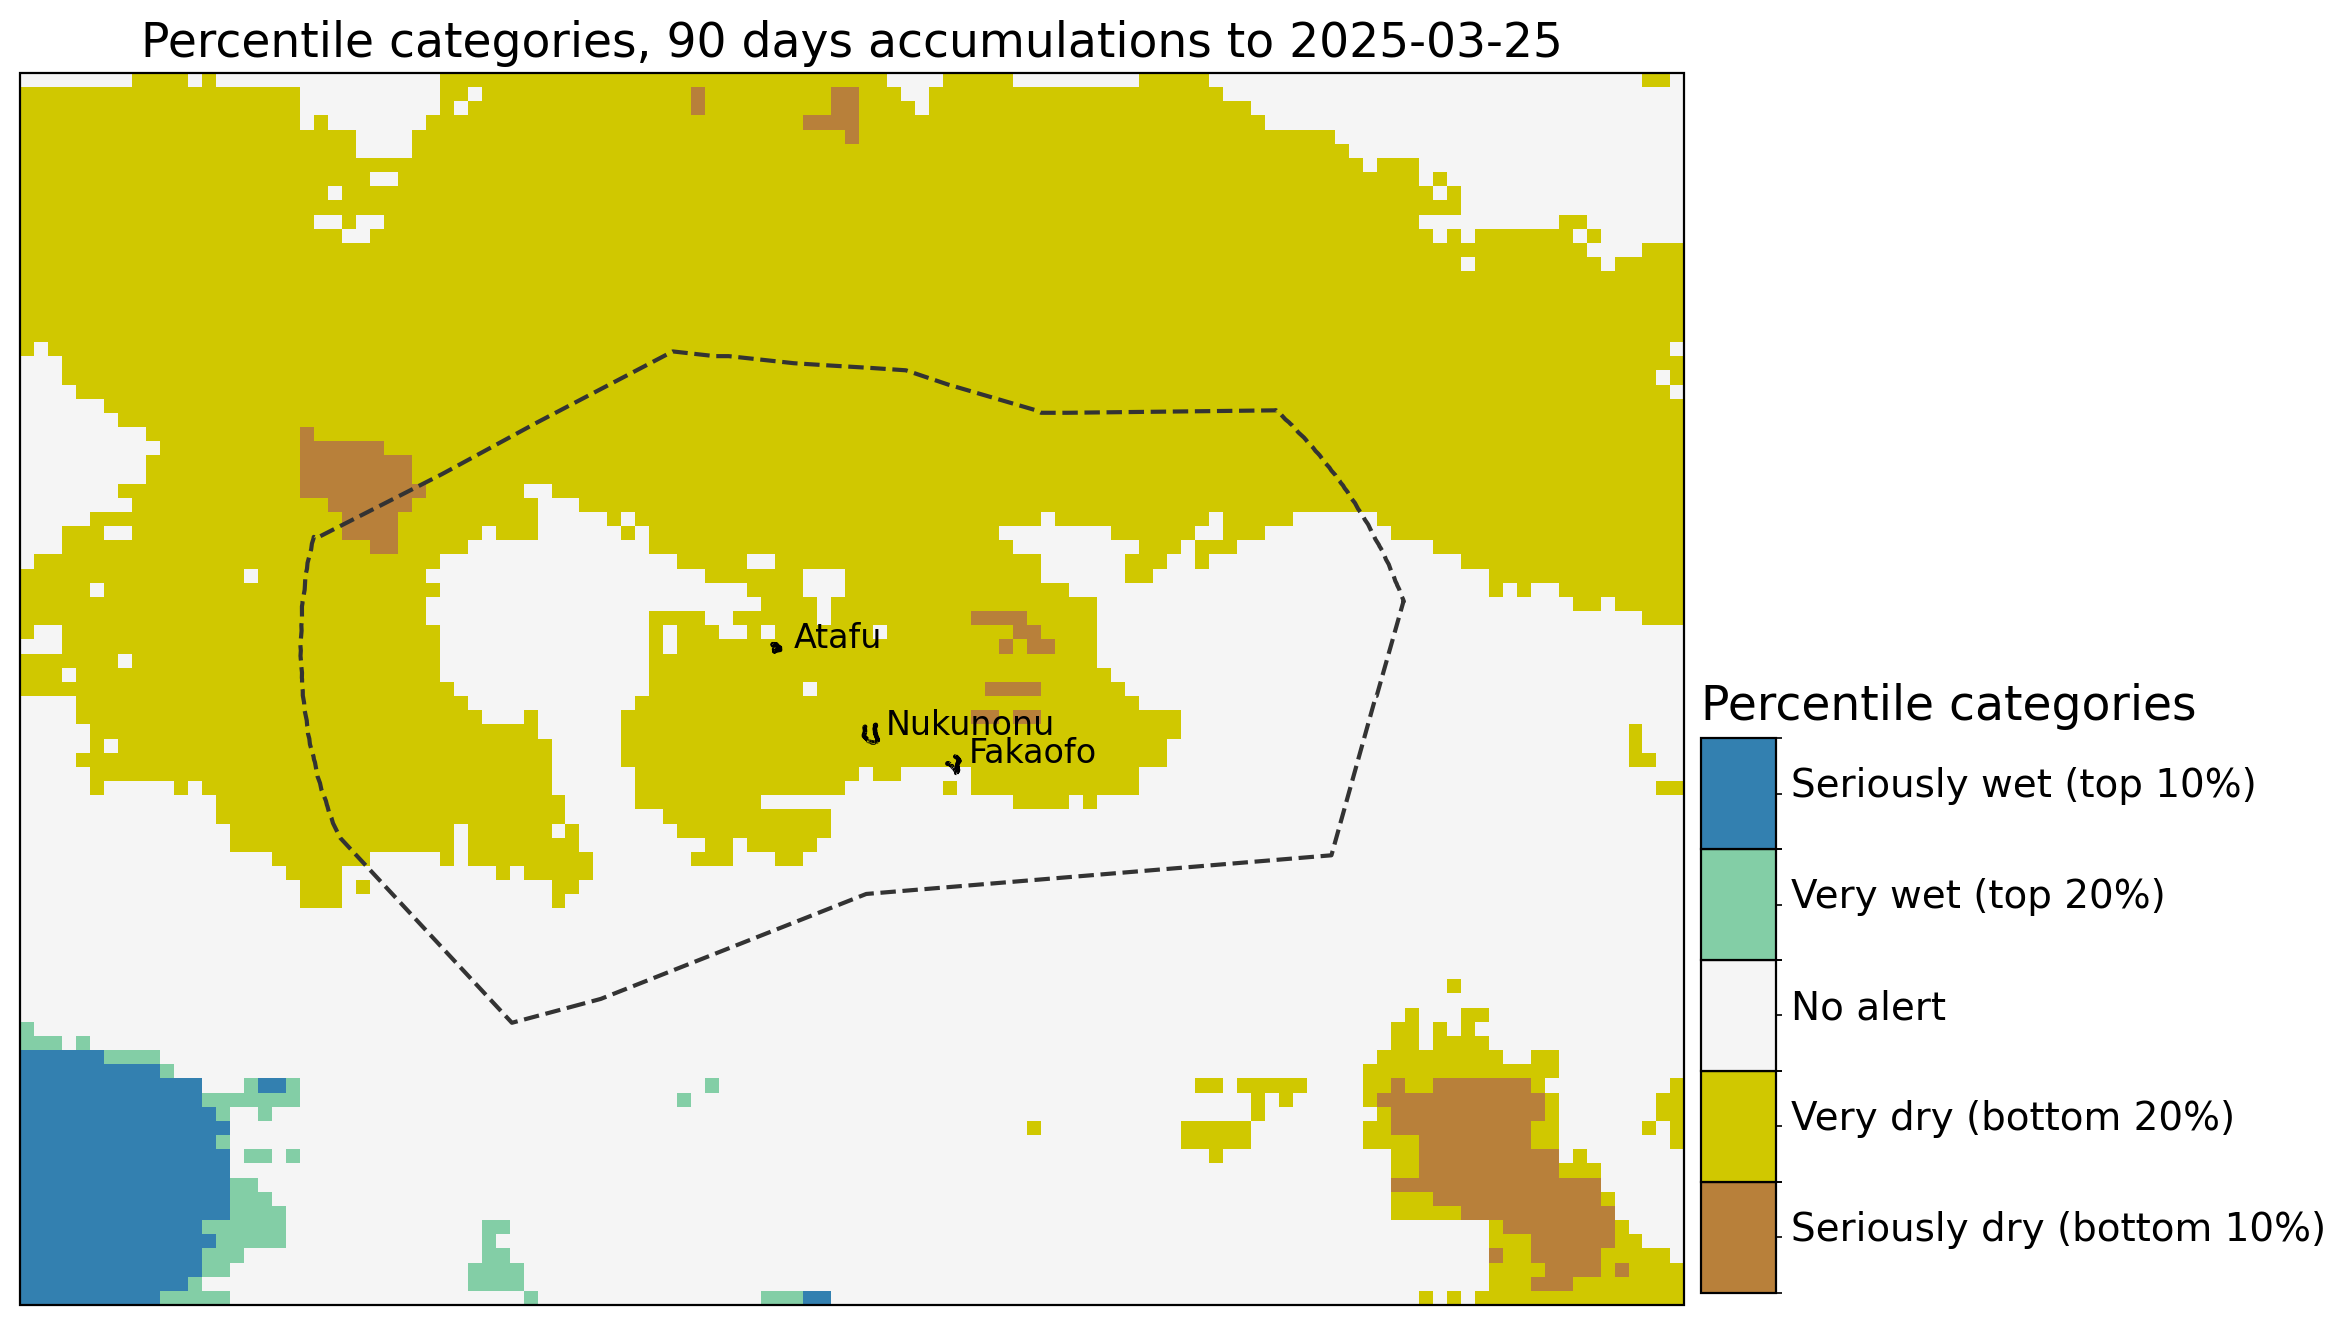 Percentile categories, 90 days accumulations to 2025-03-25
Atafu
Nukunonu
Fakaofo
Percentile categories
Seriously wet (top 10%)
Very wet (top 20%)
No alert
Very dry (bottom 20%)
Seriously dry (bottom 10%)